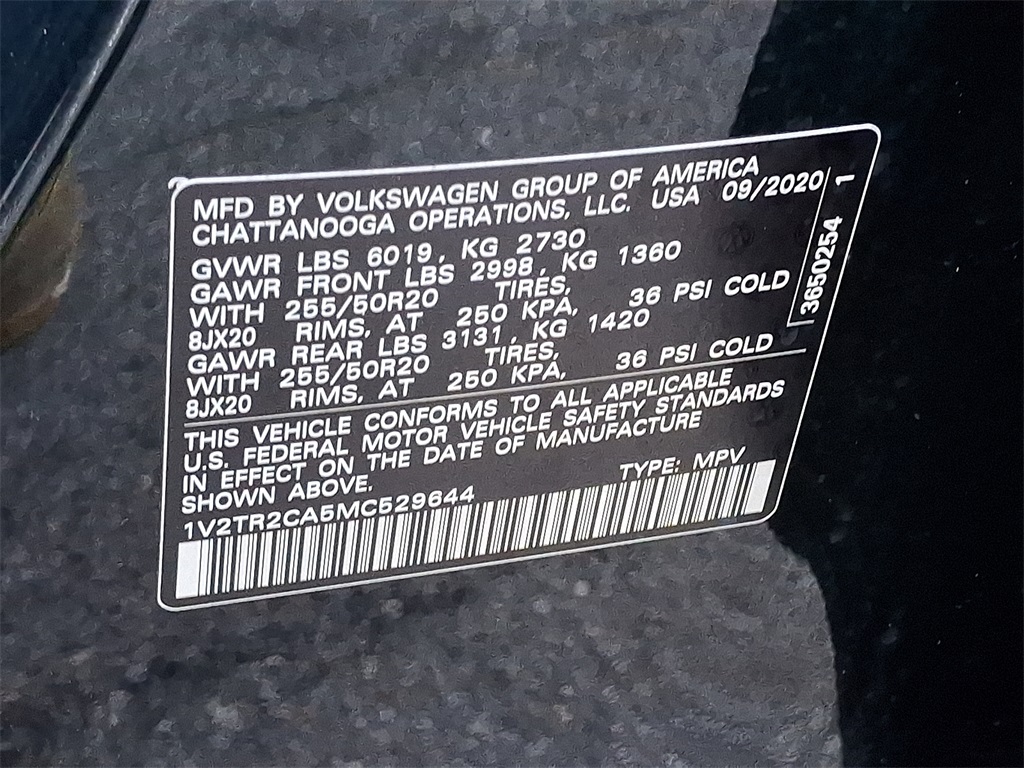 MFD BY VOLKSWAGEN GROUP OF AMERICA
CHATTANOOGA OPERATIONS, LLC. USA 09/2020
GVWR LBS 6019, KG 2730
GAWR FRONT LBS 2998, KG 1360
WITH 255/50R20 TIRES,
8JX20 RIMS, AT 250 KPA, 36 PSI COLD
GAWR REAR LBS 3131, KG 1420
WITH 255/50R20 TIRES,
8JX20 RIMS, AT 250 KPA, 36 PSI COLD
THIS VEHICLE CONFORMS TO ALL APPLICABLE
U.S. FEDERAL MOTOR VEHICLE SAFETY STANDARDS
IN EFFECT ON THE DATE OF MANUFACTURE
SHOWN ABOVE.
1V2TR2CA5MC529644 TYPE: MPV
3650254 1